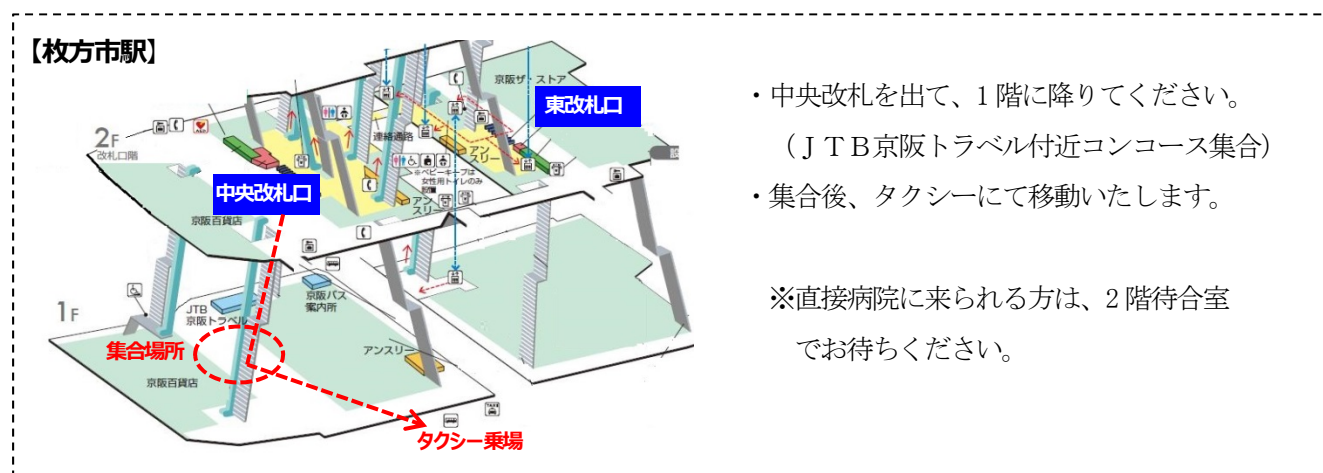 【枚方市駅】
京阪ザ・ストア
東改札口
2F
改札口階
AED
連絡通路
アン
スリー
※ベビーキープは
女性用トイレのみ
設置
中央改札口
アン
スリー
京阪百貨店
1F
JTB
京阪トラベル
京阪バス
案内所
集合場所
アンスリー
京阪百貨店
TAXI
タクシー乗場
・中央改札を出て、1階に降りてください。
（ＪＴＢ京阪トラベル付近コンコース集合）
・集合後、タクシーにて移動いたします。
※直接病院に来られる方は、2階待合室
でお待ちください。